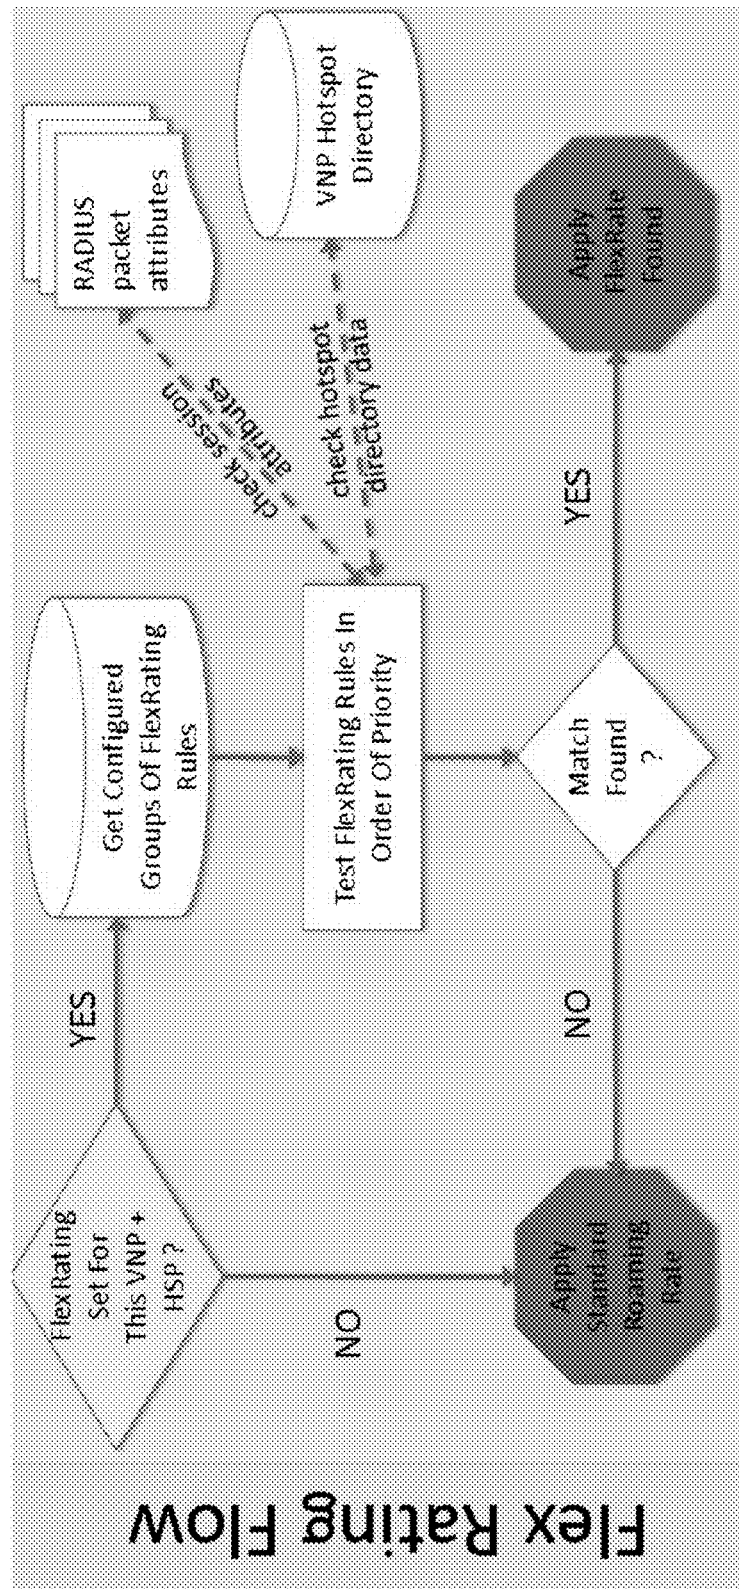 Flex Rating Flow
FlexRating
Set For
This VNP +
HSP ?
YES
Get Configured
Groups Of FlexRating
Rules
RADIUS
packet
attributes
check session
attributes
VNP Hotspot
Directory
check hotspot
directory data
Test FlexRating Rules In
Order Of Priority
NO
Match
Found
?
YES
Apply
FlexRate
Found
NO
Apply
Standard
Roaming
Rate